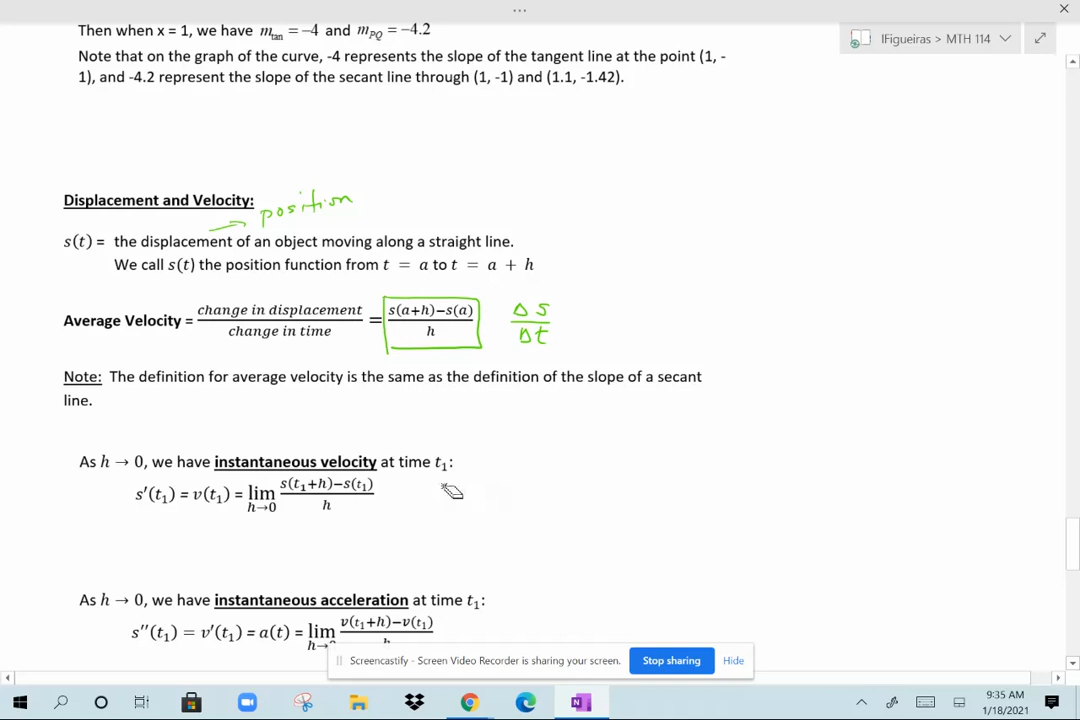 Then when x = 1, we have m_tan = −4 and m_PQ = −4.2
Note that on the graph of the curve, -4 represents the slope of the tangent line at the point (1, -
1), and -4.2 represent the slope of the secant line through (1, -1) and (1.1, -1.42).
IFigueiras > MTH 114
Displacement and Velocity:
→ position
s(t) = the displacement of an object moving along a straight line.
We call s(t) the position function from t = a to t = a + h
Average Velocity = change in displacement / change in time = s(a+h)−s(a) / h Δs / Δt
Note: The definition for average velocity is the same as the definition of the slope of a secant
line.
As h → 0, we have instantaneous velocity at time t₁:
s′(t₁) = v(t₁) = lim h→0 s(t₁+h)−s(t₁) / h
As h → 0, we have instantaneous acceleration at time t₁:
s′′(t₁) = v′(t₁) = a(t) = lim h→ v(t₁+h)−v(t₁)
Screencastify - Screen Video Recorder is sharing your screen.
Stop sharing
Hide
9:35 AM
1/18/2021